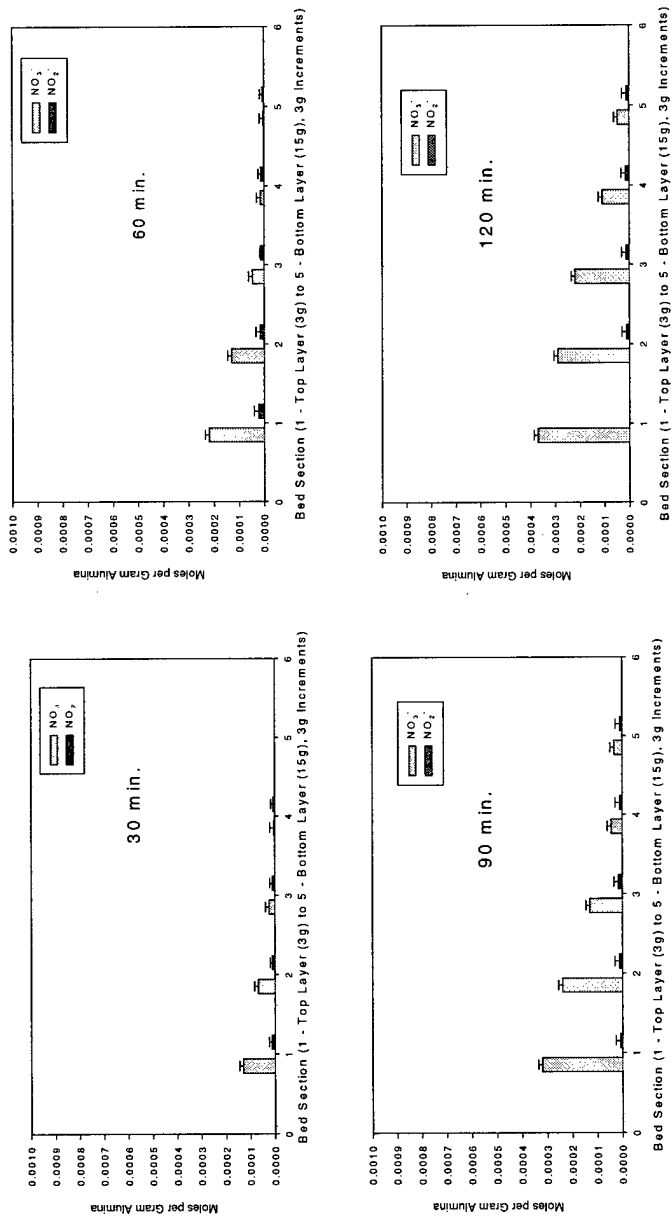 Moles per Gram Alumina
0.0010
0.0009
0.0008
0.0007
0.0006
0.0005
0.0004
0.0003
0.0002
0.0001
0.0000
30 min.
NO₃
NO₂
0 1 2 3 4 5 6
Bed Section (1 - Top Layer (3g) to 5 - Bottom Layer (15g), 3g Increments)
Moles per Gram Alumina
0.0010
0.0009
0.0008
0.0007
0.0006
0.0005
0.0004
0.0003
0.0002
0.0001
0.0000
60 min.
NO₃⁻
NO₂⁻
0 1 2 3 4 5 6
Bed Section (1 - Top Layer (3g) to 5 - Bottom Layer (15g), 3g Increments)
Moles per Gram Alumina
0.0010
0.0009
0.0008
0.0007
0.0006
0.0005
0.0004
0.0003
0.0002
0.0001
0.0000
90 min.
NO₃⁻
NO₂⁻
0 1 2 3 4 5 6
Bed Section (1 - Top Layer (3g) to 5 - Bottom Layer (15g), 3g Increments)
Moles per Gram Alumina
0.0010
0.0009
0.0008
0.0007
0.0006
0.0005
0.0004
0.0003
0.0002
0.0001
0.0000
120 min.
NO₃⁻
NO₂⁻
0 1 2 3 4 5 6
Bed Section (1 - Top Layer (3g) to 5 - Bottom Layer (15g), 3g Increments)